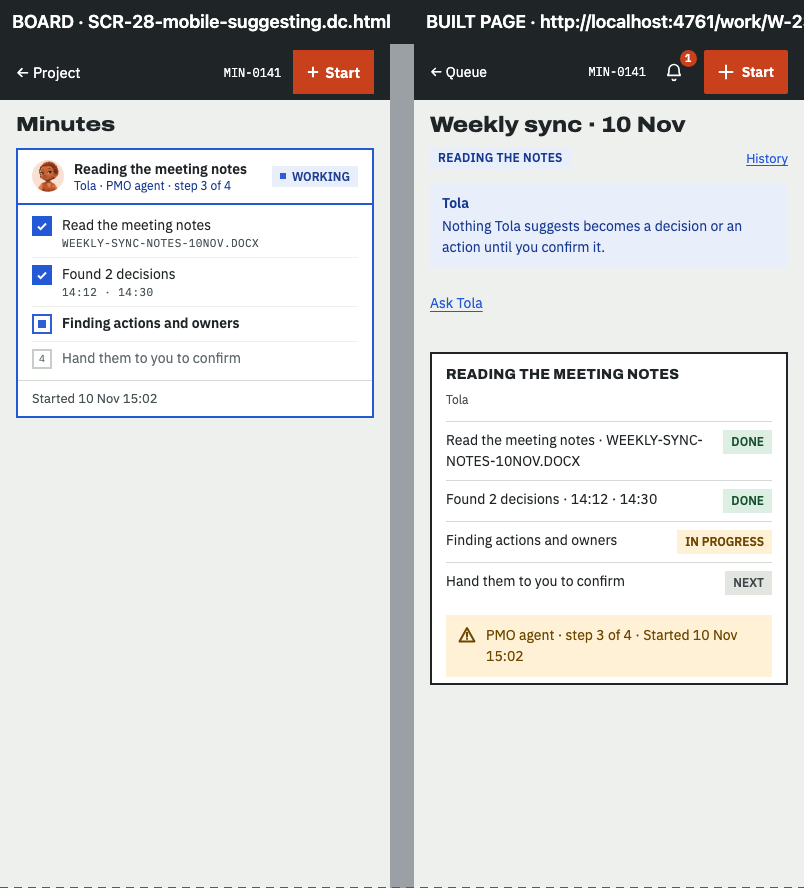 BOARD · SCR-28-mobile-suggesting.dc.html
← Project
MIN-0141
+ Start
Minutes
Reading the meeting notes
Tola · PMO agent · step 3 of 4
WORKING
Read the meeting notes
WEEKLY-SYNC-NOTES-10NOV.DOCX
Found 2 decisions
14:12 · 14:30
Finding actions and owners
4
Hand them to you to confirm
Started 10 Nov 15:02
BUILT PAGE · http://localhost:4761/work/W-2
← Queue
MIN-0141
1
+ Start
Weekly sync · 10 Nov
READING THE NOTES
History
Tola
Nothing Tola suggests becomes a decision or an
action until you confirm it.
Ask Tola
READING THE MEETING NOTES
Tola
Read the meeting notes · WEEKLY-SYNC-
NOTES-10NOV.DOCX
DONE
Found 2 decisions · 14:12 · 14:30
DONE
Finding actions and owners
IN PROGRESS
Hand them to you to confirm
NEXT
PMO agent · step 3 of 4 · Started 10 Nov
15:02